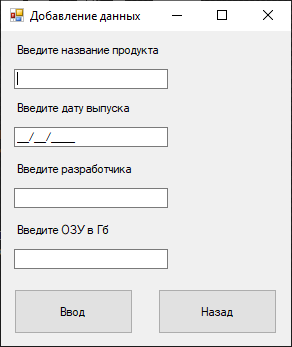 Добавление данных
Введите название продукта
Введите дату выпуска
__/__/____
Введите разработчика
Введите ОЗУ в Гб
Ввод Назад